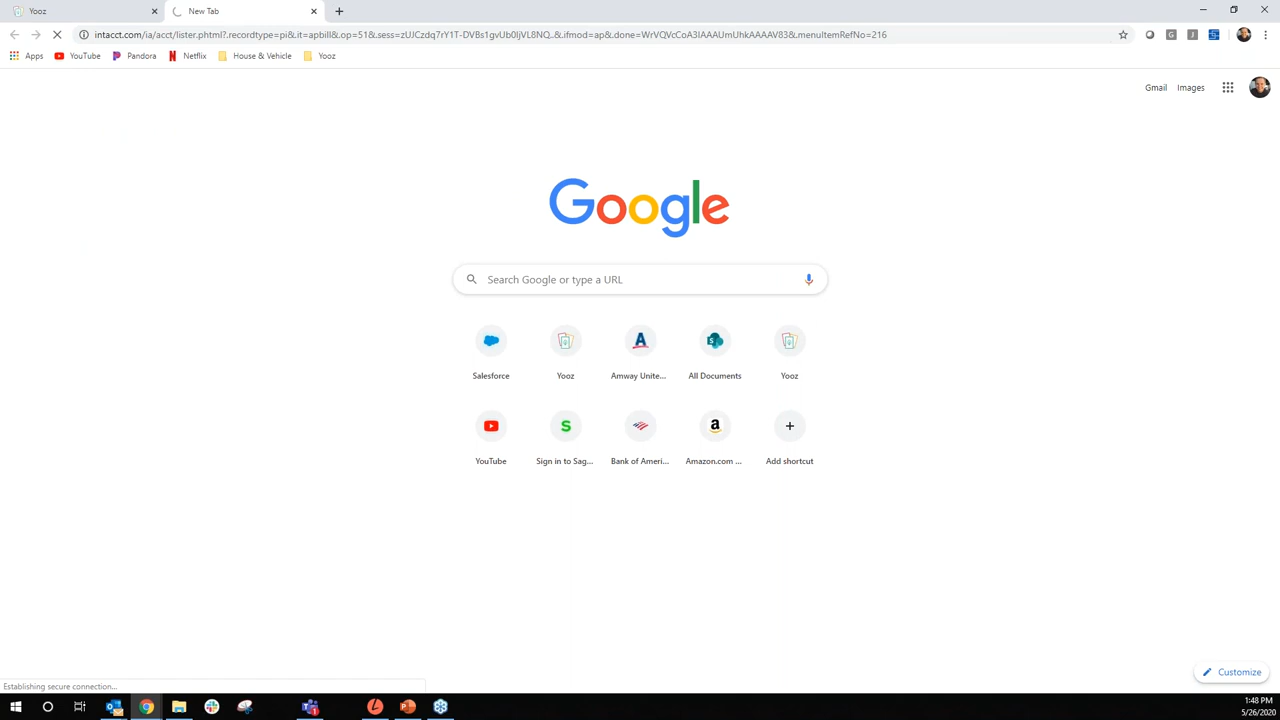 Yooz
New Tab
intacct.com/ia/acct/lister.phtml?.recordtype=pi&.it=apbill&.op=51&.sess=zUJCzdq7rY1T-DVBs1gvUb0IjVL8NQ..&.ifmod=ap&.done=WrVQVcCoA3IAAAUmUhkAAAAV83&.menuItemRefNo=216
Apps YouTube Pandora Netflix House & Vehicle Yooz
Gmail Images
Google
Search Google or type a URL
Salesforce Yooz Amway Unite... All Documents Yooz
YouTube Sign in to Sag... Bank of Ameri... Amazon.com ... Add shortcut
Customize
Establishing secure connection...
1:48 PM
5/26/2020